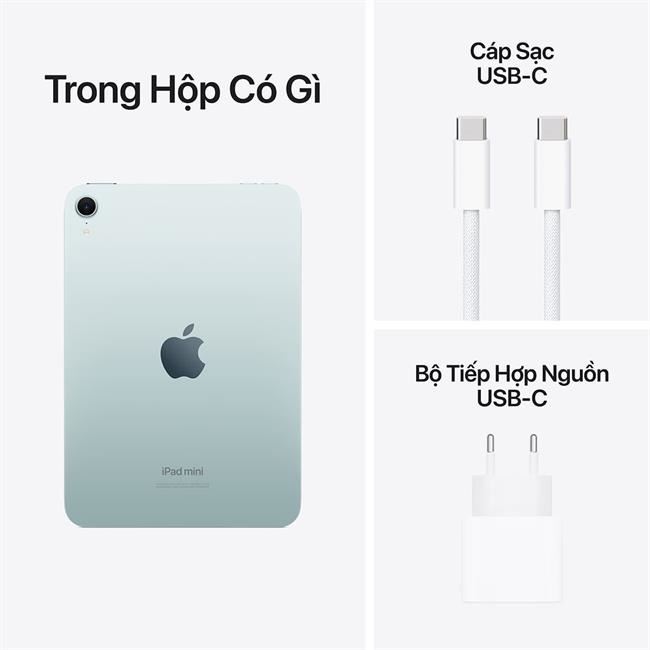 Trong Hộp Có Gì
iPad mini
Cáp Sạc
USB-C
Bộ Tiếp Hợp Nguồn
USB-C